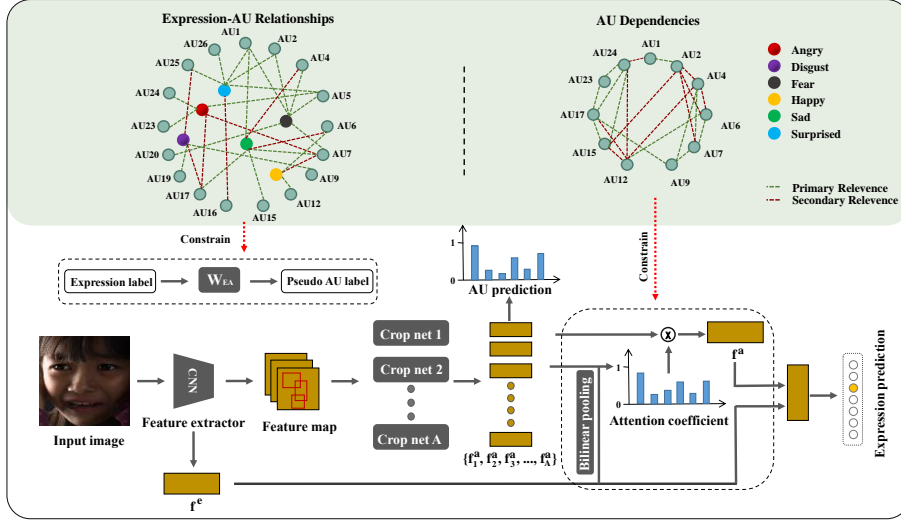 Expression-AU Relationships
AU Dependencies
AU1
AU26
AU2
AU25
AU4
AU24
AU5
AU23
AU6
AU20
AU7
AU19
AU9
AU17
AU12
AU16
AU15
AU1
AU24
AU2
AU23
AU4
AU17
AU6
AU15
AU7
AU12
AU9
Angry
Disgust
Fear
Happy
Sad
Surprised
Primary Relevence
Secondary Relevence
Constrain
Constrain
Expression label
W_EA
Pseudo AU label
1
0
AU prediction
Input image
CNN
Feature extractor
Feature map
Crop net 1
Crop net 2
Crop net A
{f_1^a, f_2^a, f_3^a, ..., f_A^a}
f^e
Bilinear pooling
1
0
Attention coefficient
x
f^a
Expression prediction